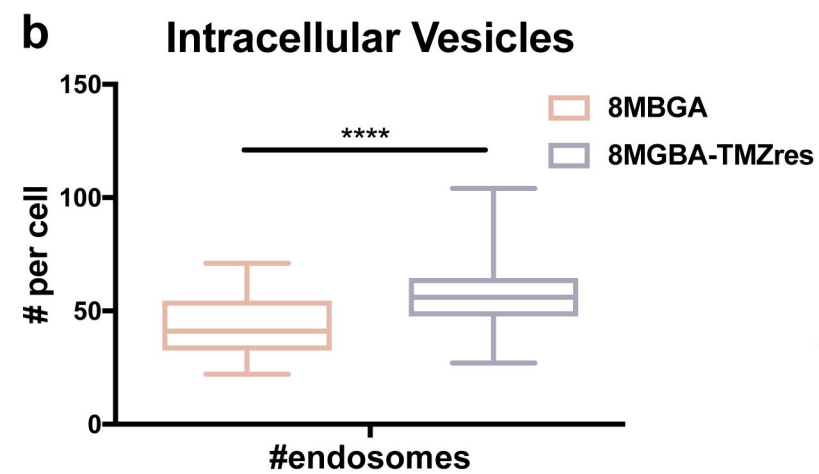 b
Intracellular Vesicles
150
100
50
0
# per cell
****
8MBGA
8MGBA-TMZres
#endosomes